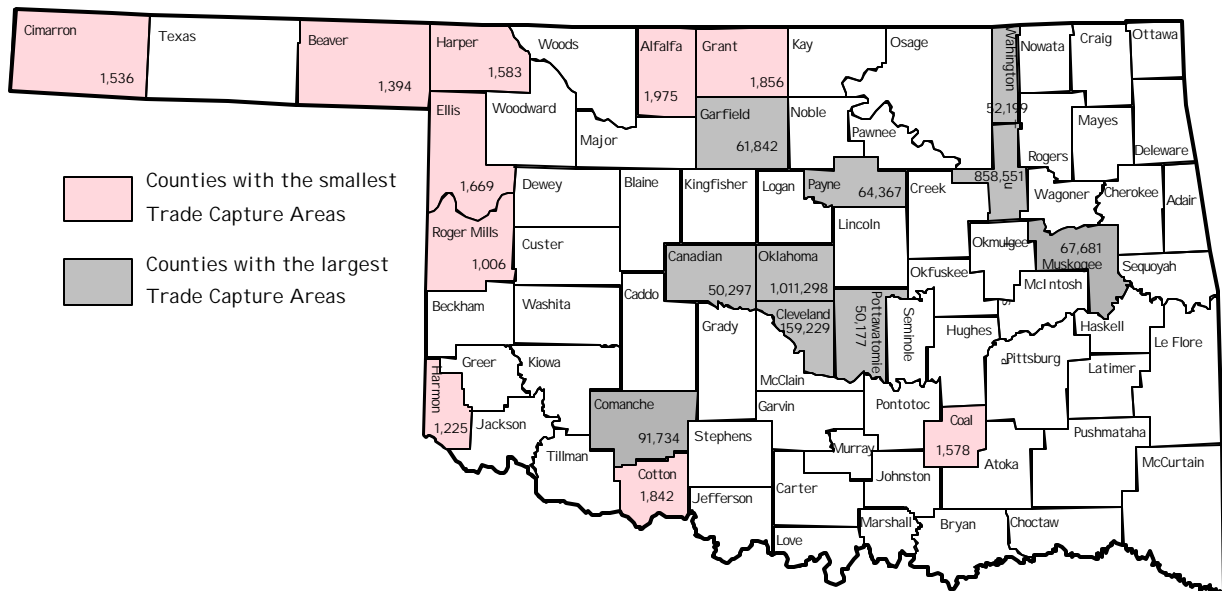 Cimarron
1,536
Texas
Beaver
1,394
Harper
1,583
Woods
Alfalfa
1,975
Grant
1,856
Kay
Osage
Wahington
52,199
Nowata
Craig
Ottawa
Ellis
1,669
Woodward
Major
Garfield
61,842
Noble
Pawnee
Rogers
Mayes
Deleware
Counties with the smallest
Trade Capture Areas
Counties with the largest
Trade Capture Areas
Dewey
Blaine
Kingfisher
Logan
Payne
64,367
Creek
858,551
Wagoner
Cherokee
Adair
Roger Mills
1,006
Custer
Lincoln
Canadian
50,297
Oklahoma
1,011,298
Okmulgee
67,681
Muskogee
Sequoyah
Okfuskee
McIntosh
Beckham
Washita
Caddo
Grady
Cleveland
159,229
Pottawatomie
50,177
Seminole
Hughes
Haskell
Le Flore
Pittsburg
Latimer
Greer
Kiowa
Harmon
1,225
Jackson
McClain
Comanche
91,734
Garvin
Pontotoc
Coal
1,578
Stephens
Murray
Pushmataha
Tillman
Cotton
1,842
Atoka
McCurtain
Johnston
Carter
Jefferson
Marshall
Bryan
Choctaw
Love